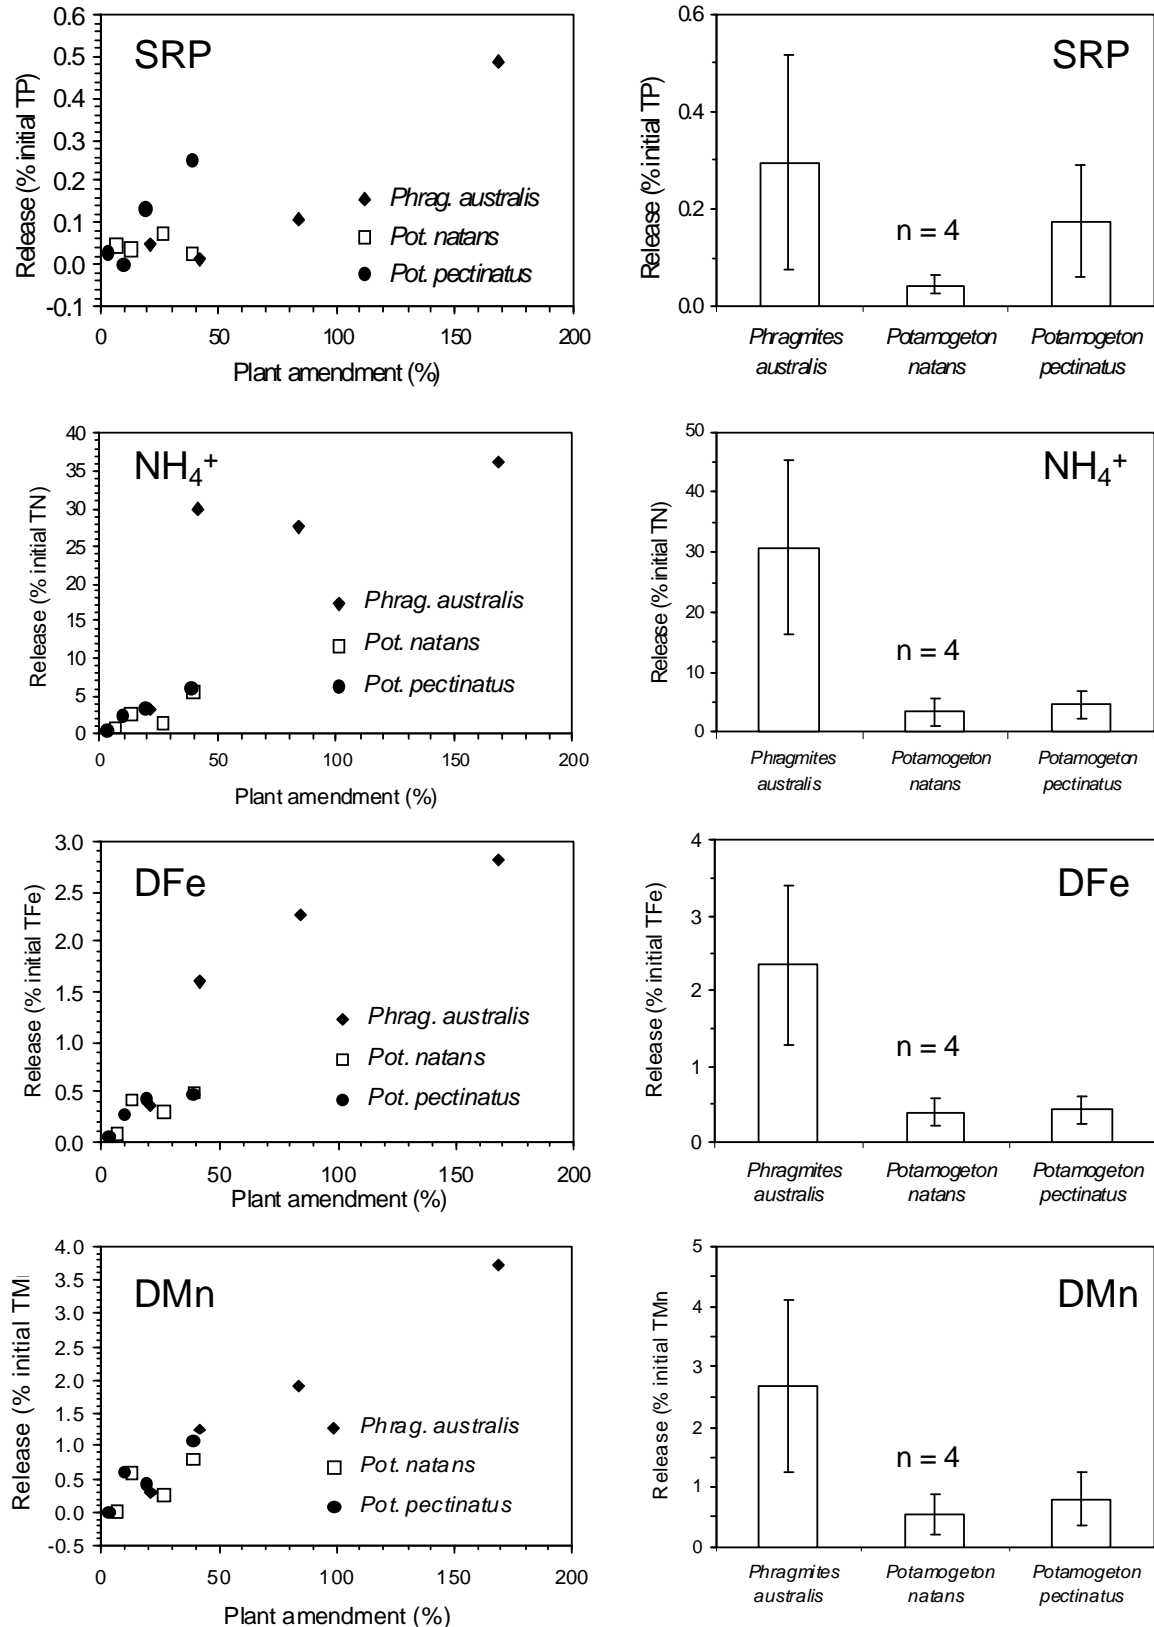 SRP
Release (% initial TP)
0.6
0.5
0.4
0.3
0.2
0.1
0.0
-0.1
Phrag. australis
Pot. natans
Pot. pectinatus
0 50 100 150 200
Plant amendment (%)
SRP
Release (% initial TP)
0.6
0.4
0.2
0.0
n = 4
Phragmites Potamogeton Potamogeton
australis natans pectinatus
NH₄⁺
Release (% initial TN)
40
35
30
25
20
15
10
5
0
Phrag. australis
Pot. natans
Pot. pectinatus
0 50 100 150 200
Plant amendment (%)
NH₄⁺
Release (% initial TN)
50
40
30
20
10
0
n = 4
Phragmites Potamogeton Potamogeton
australis natans pectinatus
DFe
Release (% initial TFe)
3.0
2.5
2.0
1.5
1.0
0.5
0.0
Phrag. australis
Pot. natans
Pot. pectinatus
0 50 100 150 200
Plant amendment (%)
DFe
Release (% initial TFe)
4
3
2
1
0
n = 4
Phragmites Potamogeton Potamogeton
australis natans pectinatus
DMn
Release (% initial TM
4.0
3.5
3.0
2.5
2.0
1.5
1.0
0.5
0.0
-0.5
Phrag. australis
Pot. natans
Pot. pectinatus
0 50 100 150 200
Plant amendment (%)
DMn
Release (% initial TMn
5
4
3
2
1
0
n = 4
Phragmites Potamogeton Potamogeton
australis natans pectinatus